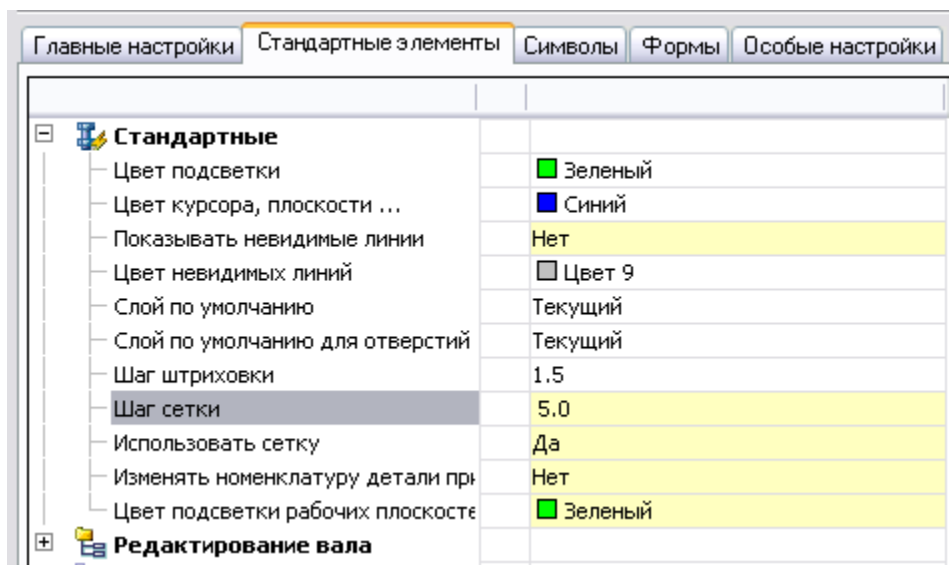 Главные настройки Стандартные элементы Символы Формы Особые настройки
Стандартные
Цвет подсветки Зеленый
Цвет курсора, плоскости ... Синий
Показывать невидимые линии Нет
Цвет невидимых линий Цвет 9
Слой по умолчанию Текущий
Слой по умолчанию для отверстий Текущий
Шаг штриховки 1.5
Шаг сетки 5.0
Использовать сетку Да
Изменять номенклатуру детали Нет
Цвет подсветки рабочих Зеленый
Редактирование вала